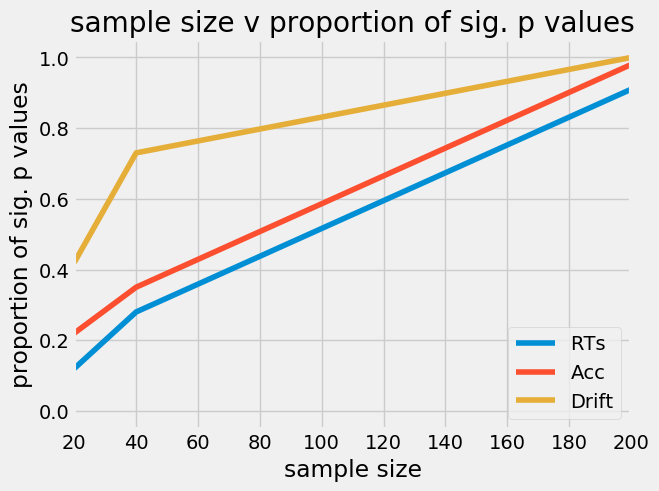 sample size v proportion of sig. p values
proportion of sig. p values
1.0
0.8
0.6
0.4
0.2
0.0
RTs
Acc
Drift
20 40 60 80 100 120 140 160 180 200
sample size